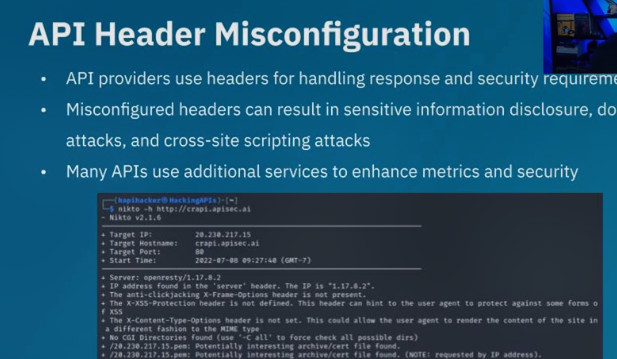 API Header Misconfiguration
• API providers use headers for handling response and security requireme
• Misconfigured headers can result in sensitive information disclosure, do
attacks, and cross-site scripting attacks
• Many APIs use additional services to enhance metrics and security
(hapihacker㉿HackingAPIs)-[~]
$ nikto -h http://crapi.apisec.ai
- Nikto v2.1.6
+ Target IP: 20.230.217.15
+ Target Hostname: crapi.apisec.ai
+ Target Port: 80
+ Start Time: 2022-07-08 09:27:40 (GMT-7)
+ Server: openresty/1.17.8.2
+ IP address found in the 'server' header. The IP is "1.17.8.2".
+ The anti-clickjacking X-Frame-Options header is not present.
+ The X-XSS-Protection header is not defined. This header can hint to the user agent to protect against some forms o
f XSS
+ The X-Content-Type-Options header is not set. This could allow the user agent to render the content of the site in
a different fashion to the MIME type
+ No CGI Directories found (use '-C all' to force check all possible dirs)
+ /20.230.217.15.pem: Potentially interesting archive/cert file found.
+ /20.230.217.15.pem: Potentially interesting archive/cert file found. (NOTE: requested by IP address).